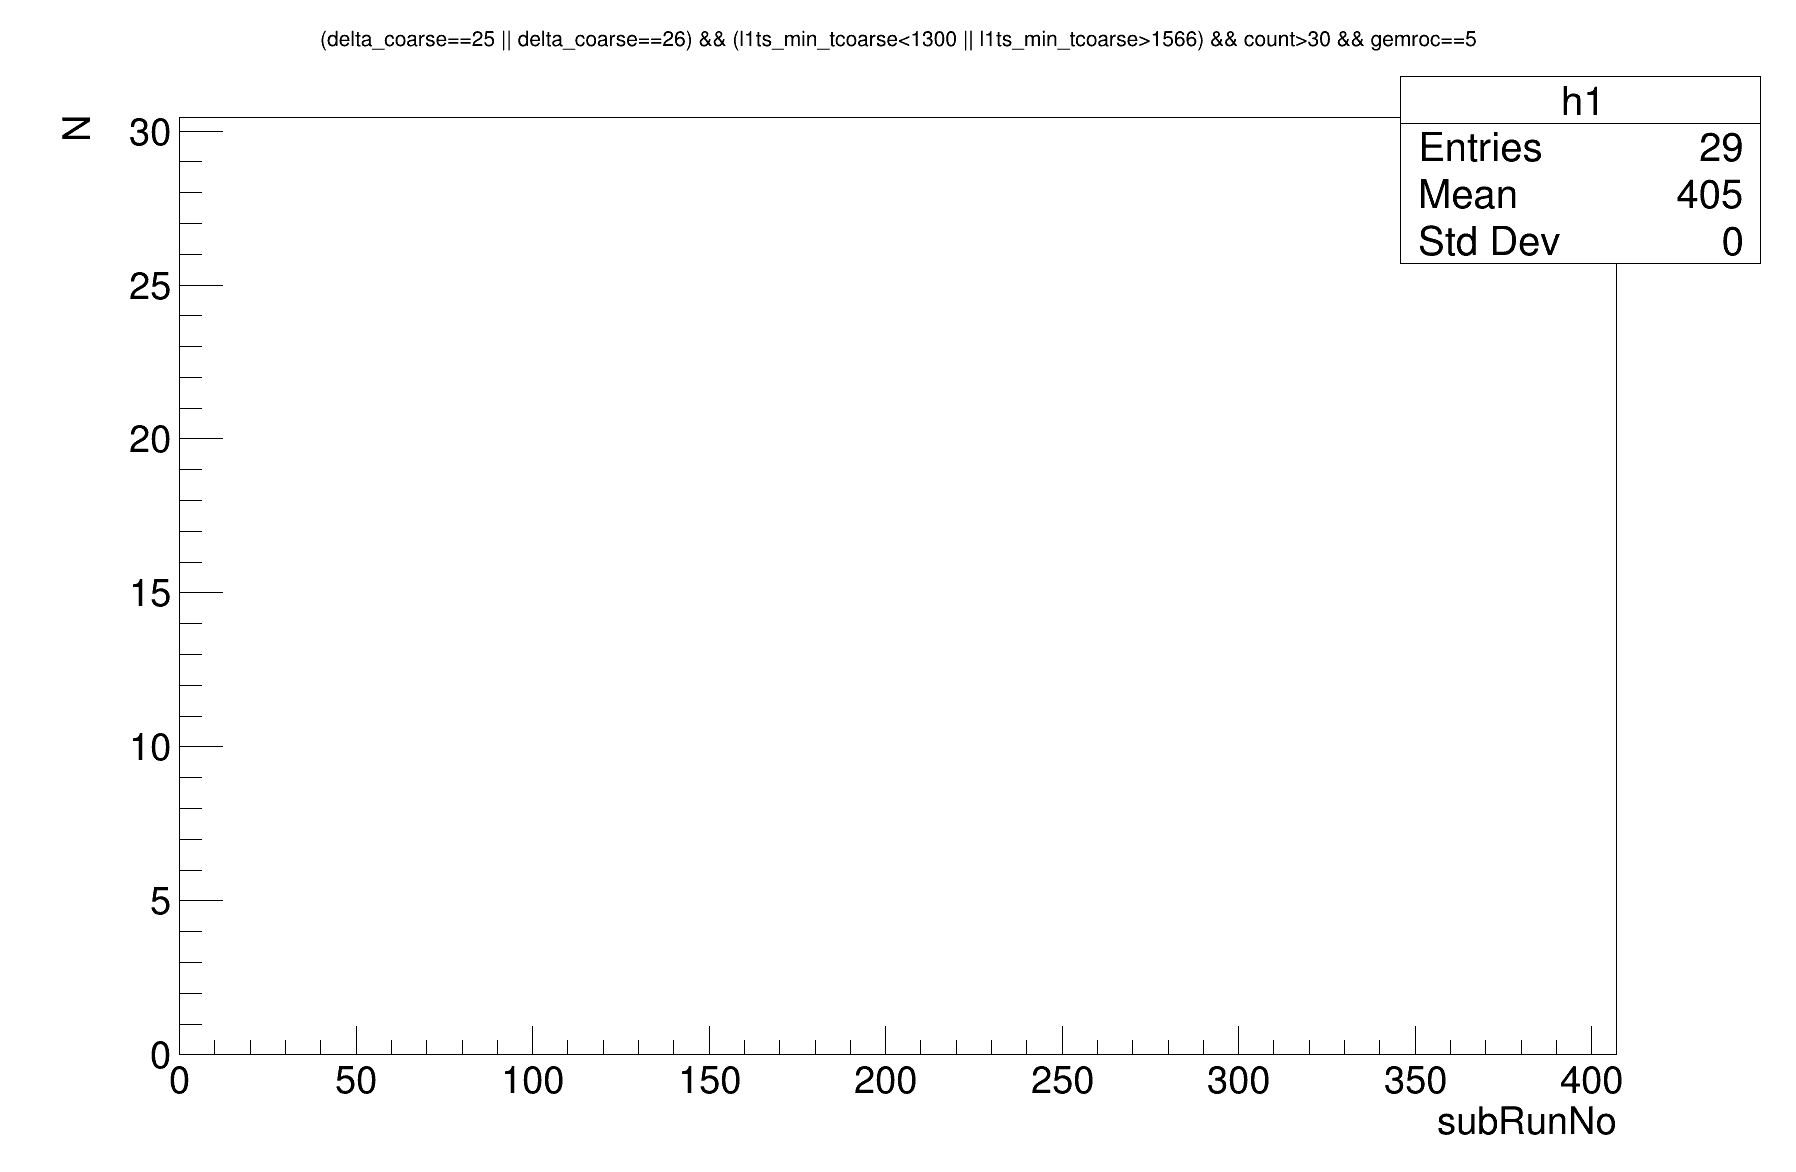 (delta_coarse==25 || delta_coarse==26) && (l1ts_min_tcoarse<1300 || l1ts_min_tcoarse>1566) && count>30 && gemroc==5
h1
Entries 29
Mean 405
Std Dev 0
N
30
25
20
15
10
5
0
0 50 100 150 200 250 300 350 400
subRunNo